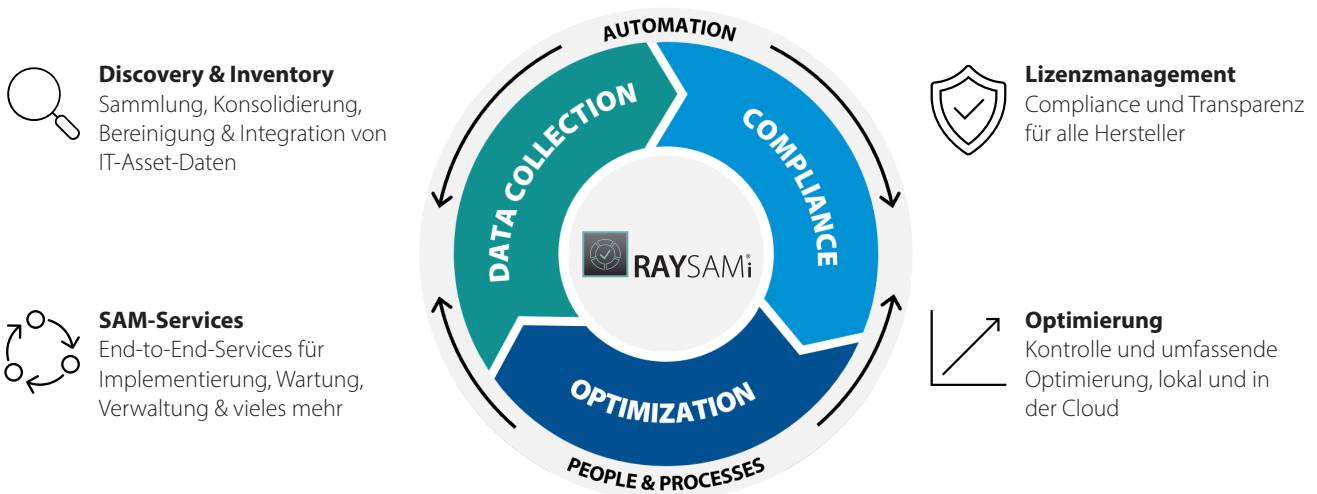 AUTOMATION
Discovery & Inventory
Sammlung, Konsolidierung,
Bereinigung & Integration von
IT-Asset-Daten
Lizenzmanagement
Compliance und Transparenz
für alle Hersteller
DATA COLLECTION
COMPLIANCE
RAYSAMi
SAM-Services
End-to-End-Services für
Implementierung, Wartung,
Verwaltung & vieles mehr
Optimierung
Kontrolle und umfassende
Optimierung, lokal und in
der Cloud
OPTIMIZATION
PEOPLE & PROCESSES